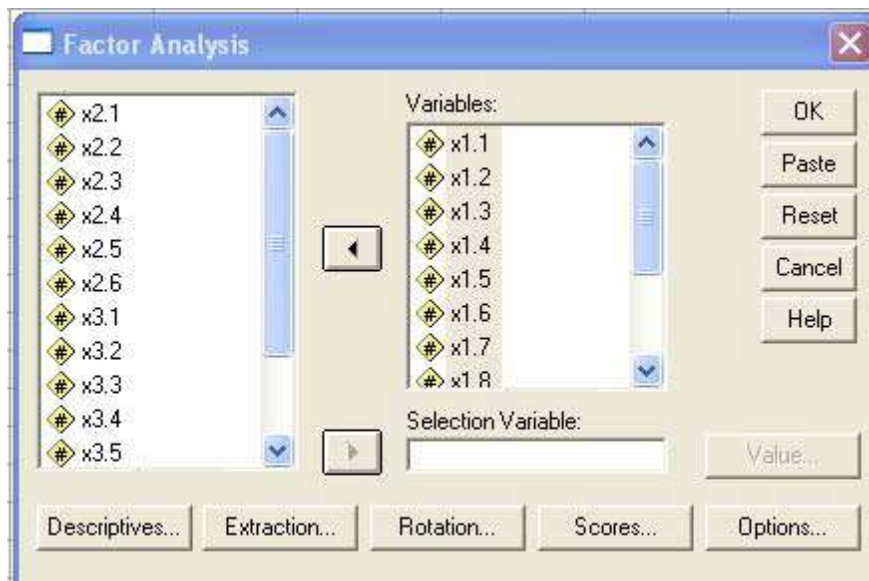 Factor Analysis
x2.1
x2.2
x2.3
x2.4
x2.5
x2.6
x3.1
x3.2
x3.3
x3.4
x3.5
Variables:
x1.1
x1.2
x1.3
x1.4
x1.5
x1.6
x1.7
x1.8
Selection Variable:
OK
Paste
Reset
Cancel
Help
Value...
Descriptives...
Extraction...
Rotation...
Scores...
Options...